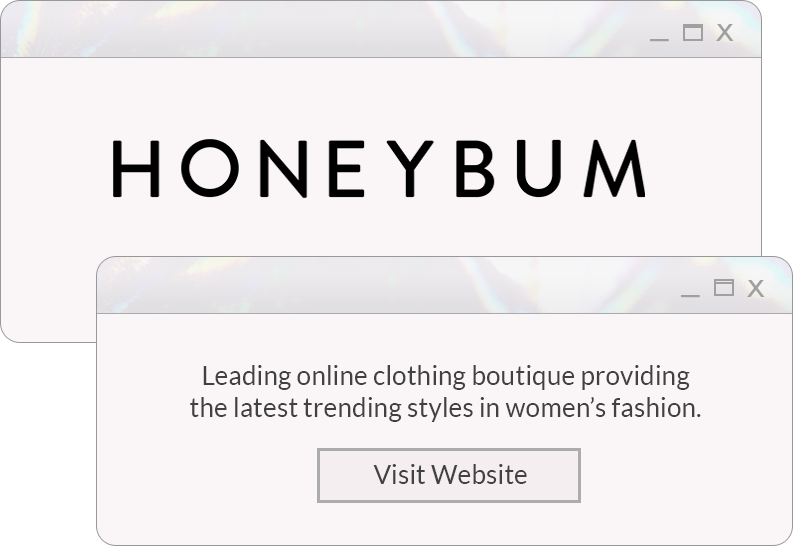 HONEYBUM
Leading online clothing boutique providing
the latest trending styles in women’s fashion.
Visit Website